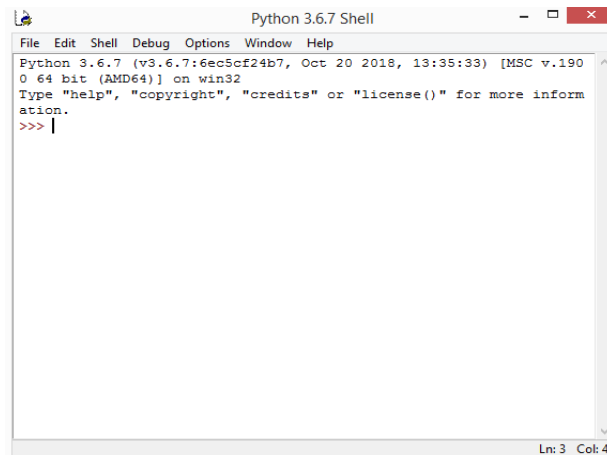 Python 3.6.7 Shell
File Edit Shell Debug Options Window Help
Python 3.6.7 (v3.6.7:6ec5cf24b7, Oct 20 2018, 13:35:33) [MSC v.190
0 64 bit (AMD64)] on win32
Type "help", "copyright", "credits" or "license()" for more inform
ation.
>>>
Ln: 3 Col: 4